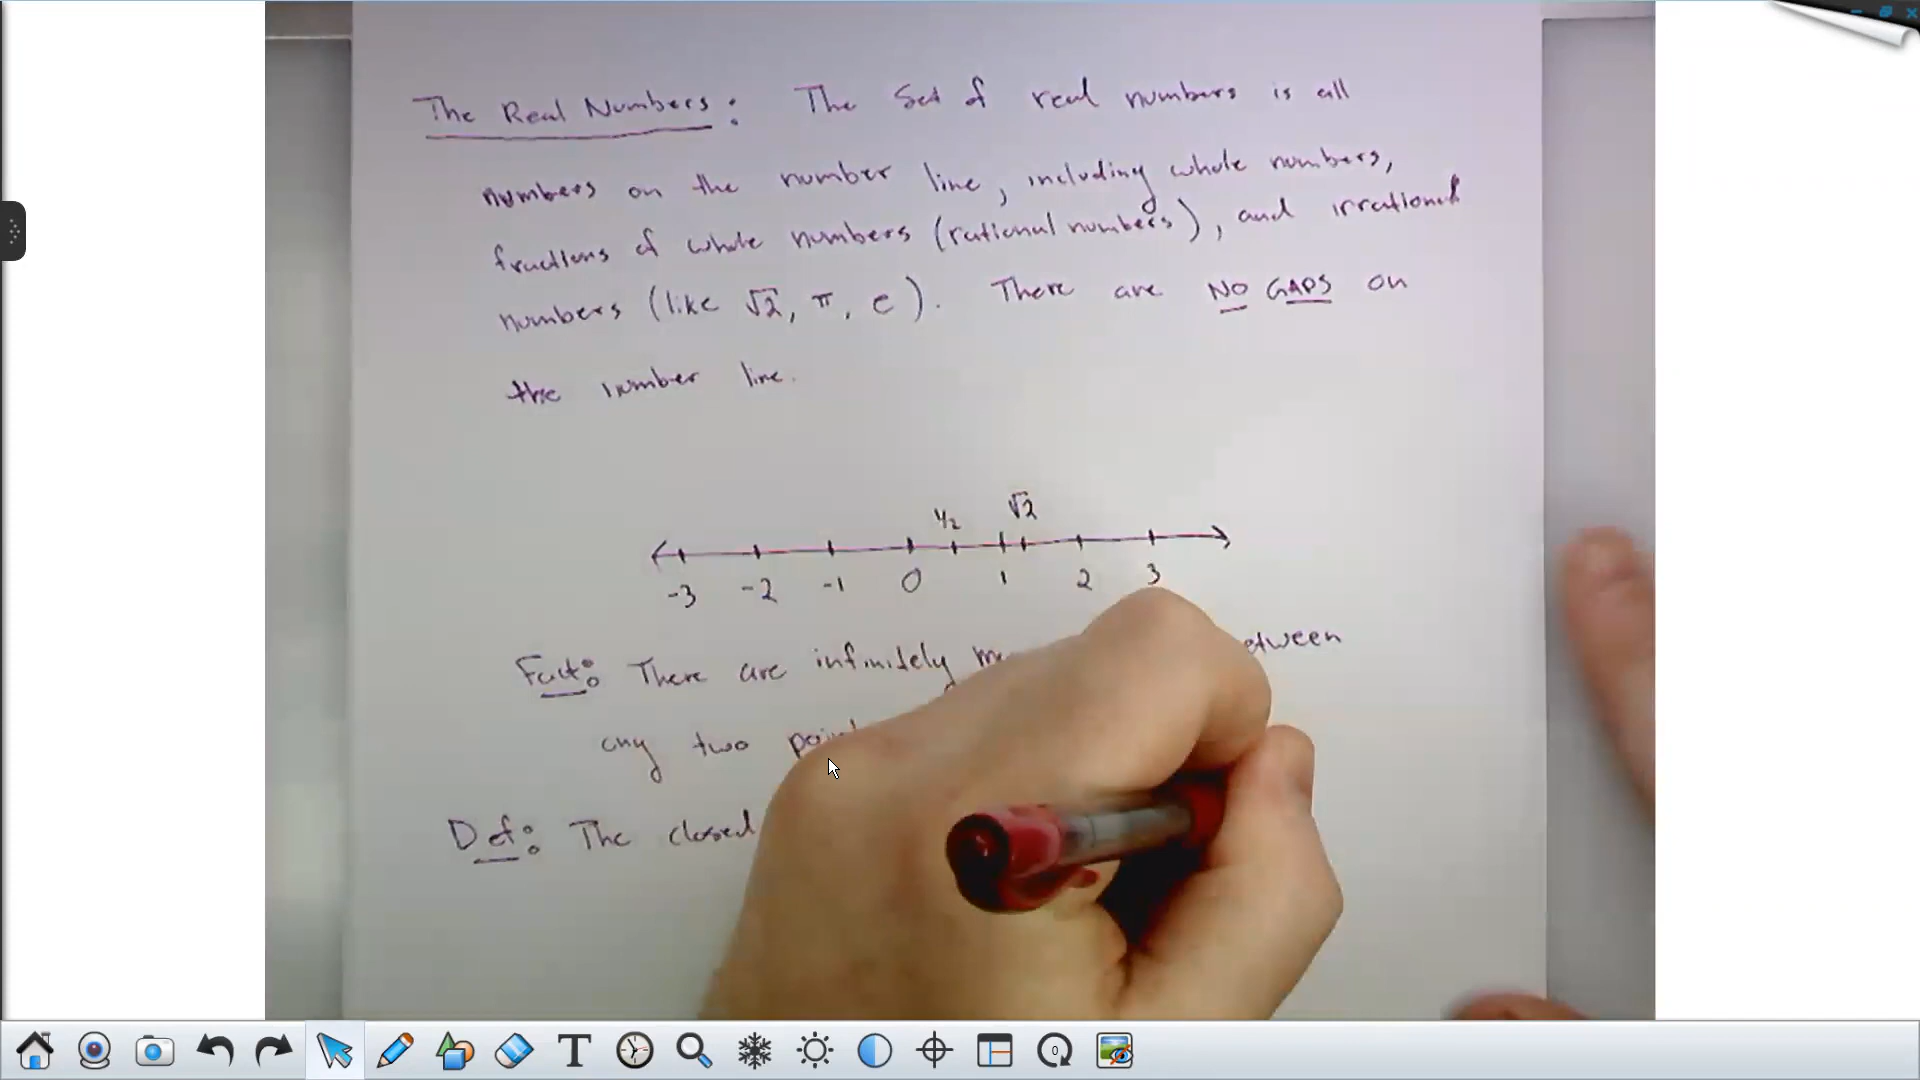 The Real Numbers: The set of real numbers is all
numbers on the number line, including whole numbers,
fractions of whole numbers (rational numbers), and irrational
numbers (like √2, π, e). There are NO GAPS on
the number line.
1/2 √2
-3 -2 -1 0 1 2 3
Fact: There are infinitely between
any two
Def: The closed
T
0